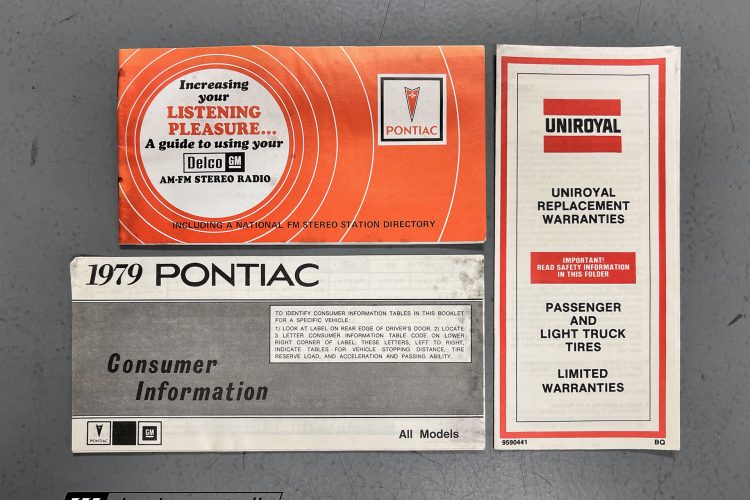 Increasing
your
LISTENING
PLEASURE...
A guide to using your
Delco GM
AM-FM STEREO RADIO
PONTIAC
INCLUDING A NATIONAL FM STEREO STATION DIRECTORY
1979 PONTIAC
TO IDENTIFY CONSUMER INFORMATION TABLES IN THIS BOOKLET
FOR A SPECIFIC VEHICLE:
1) LOOK AT LABEL ON REAR EDGE OF DRIVER'S DOOR. 2) LOCATE
3 LETTER CONSUMER INFORMATION TABLE CODE ON LOWER
RIGHT CORNER OF LABEL. THESE LETTERS, LEFT TO RIGHT,
INDICATE TABLES FOR VEHICLE STOPPING DISTANCE, TIRE
RESERVE LOAD, AND ACCELERATION AND PASSING ABILITY.
Consumer
Information
PONTIAC
GM
All Models
UNIROYAL
UNIROYAL
REPLACEMENT
WARRANTIES
IMPORTANT!
READ SAFETY INFORMATION
IN THIS FOLDER
PASSENGER
AND
LIGHT TRUCK
TIRES
LIMITED
WARRANTIES
9590441
BQ